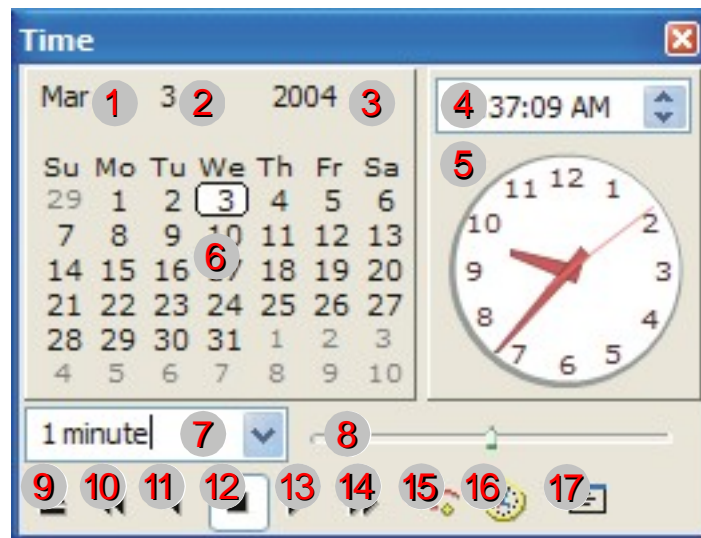 Time
Mar 1 3 2 2004 3
4 37:09 AM
5
Su Mo Tu We Th Fr Sa
29 1 2 3 4 5 6
7 8 9 10 11 12 13
6
14 15 16 17 18 19 20
21 22 23 24 25 26 27
28 29 30 31 1 2 3
4 5 6 7 8 9 10
12 1 2 3 4 5 6 7 8 9 10 11
1 minute 7
8
9 10 11 12 13 14 15 16 17